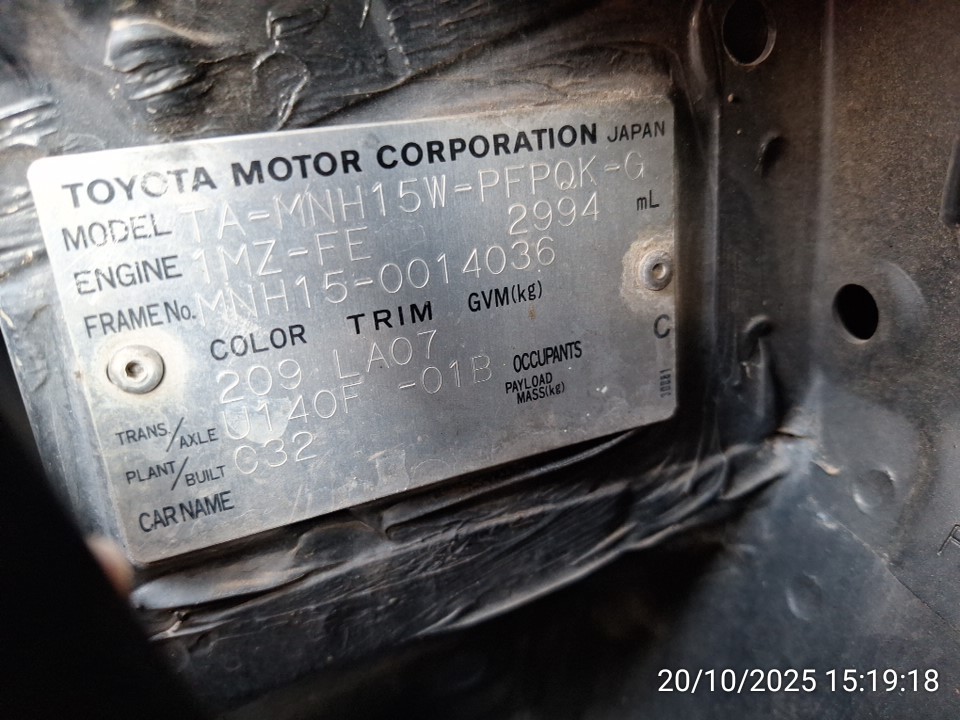 TOYOTA MOTOR CORPORATION JAPAN
MODEL TA-MNH15W-PFPQK-G
ENGINE 1MZ-FE 2994 mL
FRAME No. MNH15-0014036
COLOR TRIM GVM(kg)
209 LA07
C
TRANS./AXLE U140F -01B OCCUPANTS
PAYLOAD MASS(kg)
PLANT/BUILT C32
CAR NAME
20/10/2025 15:19:18